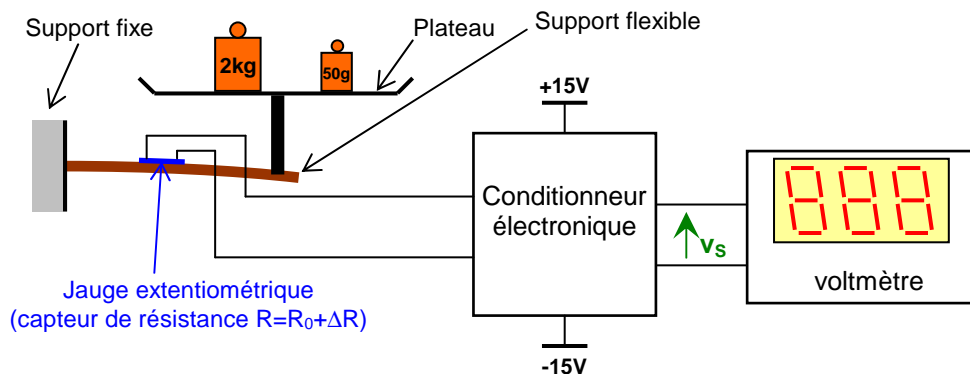 Support fixe
Plateau
Support flexible
2kg
50g
+15V
Conditionneur
électronique
888
vS
voltmètre
Jauge extentiométrique
(capteur de résistance R=R0+ΔR)
-15V